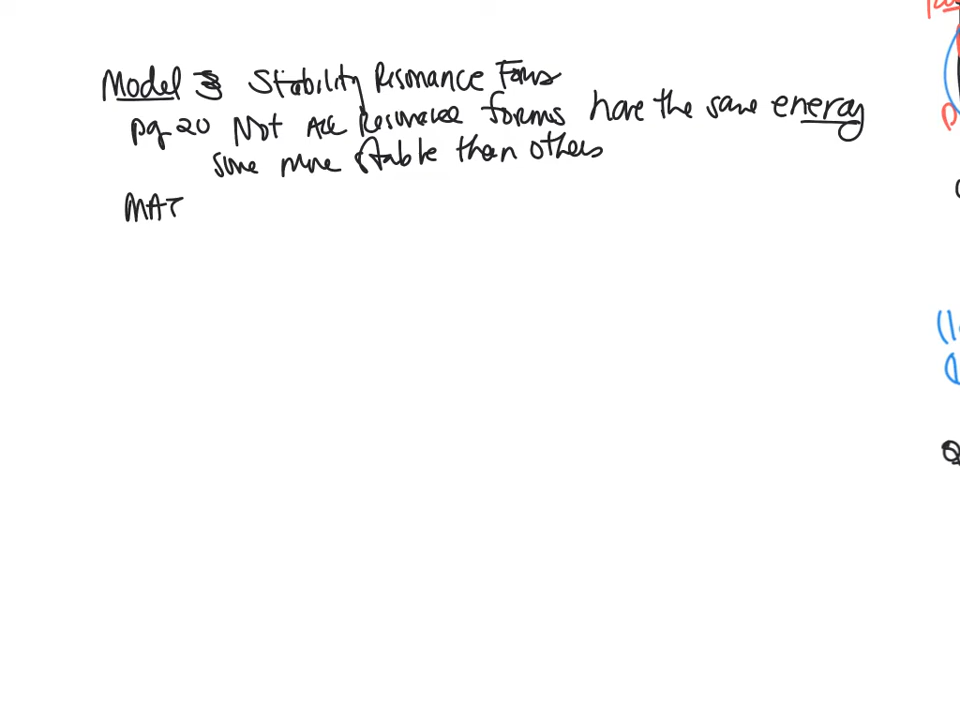 Model 3 Stability Resonance Forms
pg 20 Not All Resonance forms have the same energy
some more stable than others
MAT